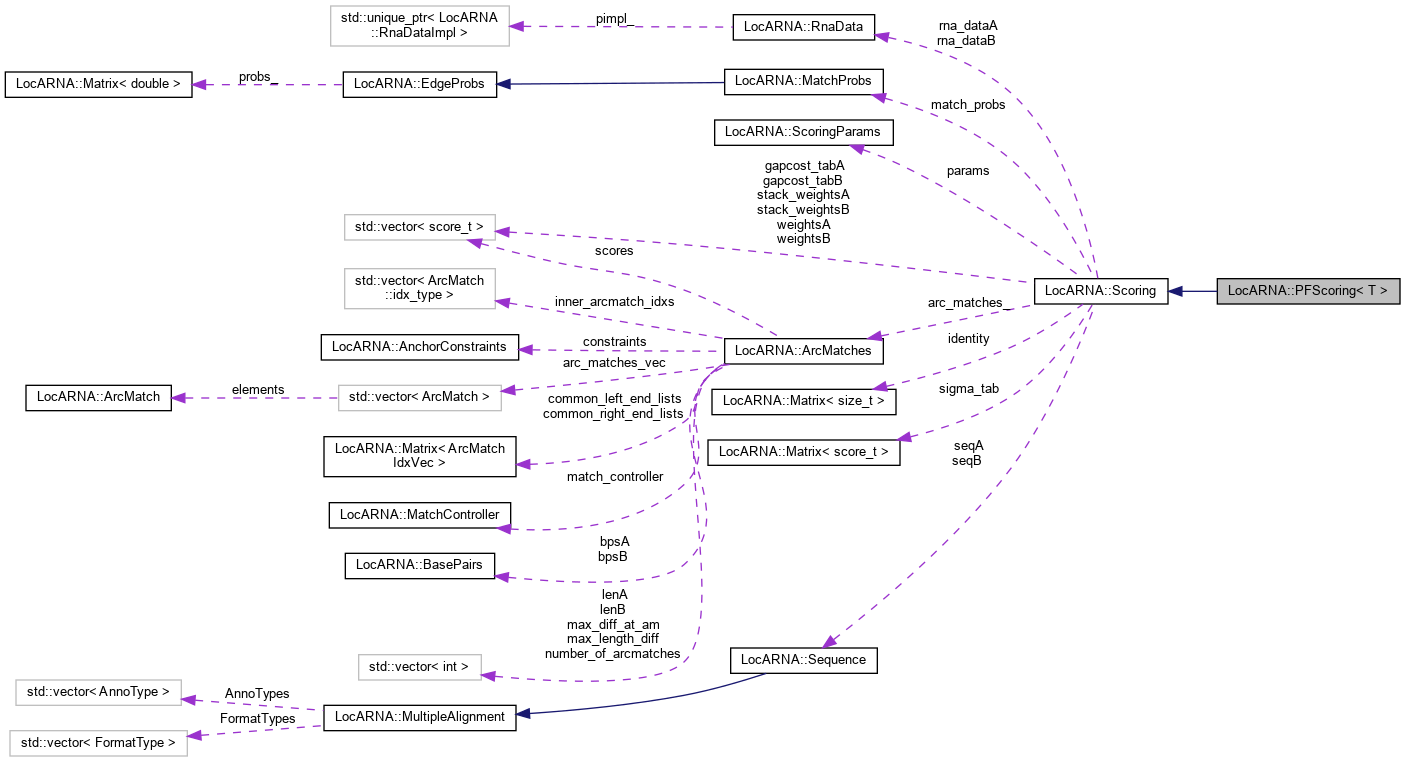 std::unique_ptr< LocARNA
::RnaDataImpl >
pimpl_
LocARNA::RnaData
rna_dataA
rna_dataB
LocARNA::Matrix< double >
probs_
LocARNA::EdgeProbs
LocARNA::MatchProbs
match_probs
LocARNA::ScoringParams
params
gapcost_tabA
gapcost_tabB
stack_weightsA
stack_weightsB
weightsA
weightsB
std::vector< score_t >
scores
std::vector< ArcMatch
::idx_type >
inner_arcmatch_idxs
LocARNA::Scoring
LocARNA::PFScoring< T >
arc_matches_
LocARNA::AnchorConstraints
constraints
LocARNA::ArcMatches
identity
arc_matches_vec
LocARNA::ArcMatch
elements
std::vector< ArcMatch >
common_left_end_lists
common_right_end_lists
LocARNA::Matrix< size_t >
sigma_tab
LocARNA::Matrix< ArcMatch
IdxVec >
LocARNA::Matrix< score_t >
seqA
seqB
match_controller
LocARNA::MatchController
bpsA
bpsB
LocARNA::BasePairs
lenA
lenB
max_diff_at_am
max_length_diff
number_of_arcmatches
std::vector< int >
LocARNA::Sequence
std::vector< AnnoType >
AnnoTypes
FormatTypes
LocARNA::MultipleAlignment
std::vector< FormatType >